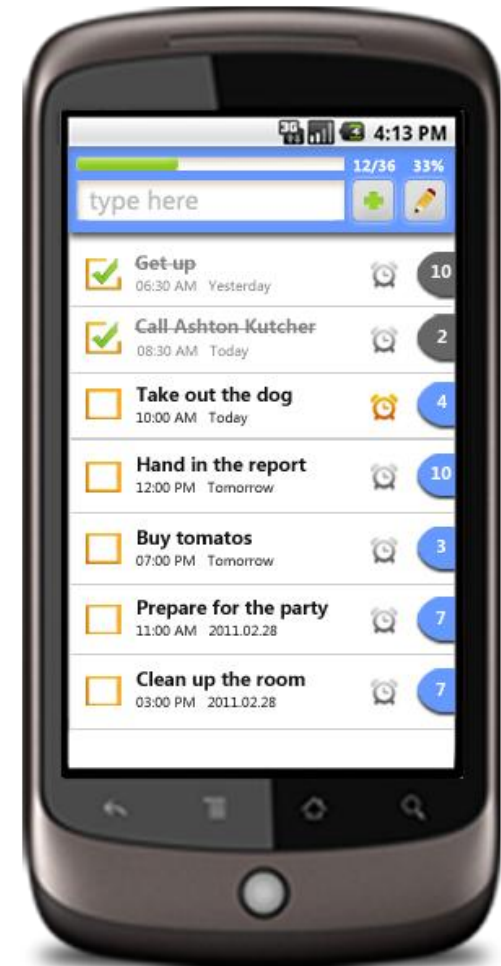 4:13 PM
12/36 33%
type here
Get up 10
06:30 AM Yesterday
Call Ashton Kutcher 2
08:30 AM Today
Take out the dog 4
10:00 AM Today
Hand in the report 10
12:00 PM Tomorrow
Buy tomatos 3
07:00 PM Tomorrow
Prepare for the party 7
11:00 AM 2011.02.28
Clean up the room 7
03:00 PM 2011.02.28